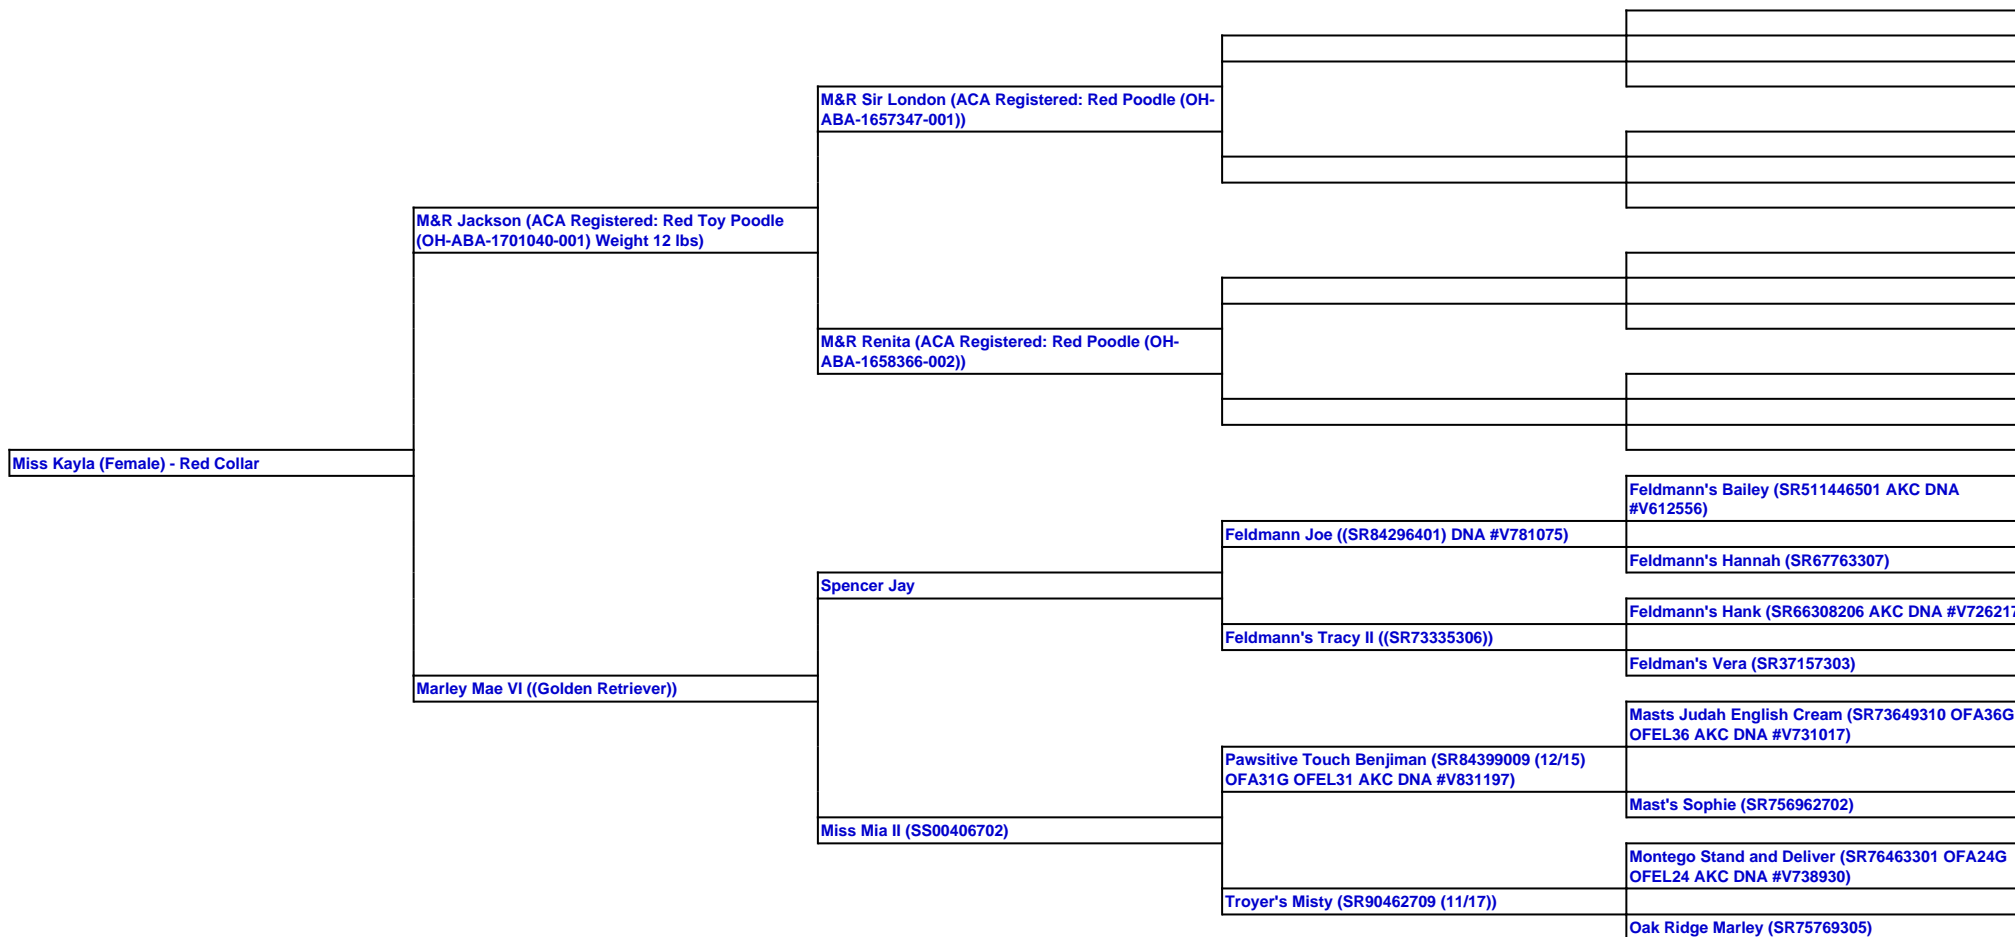 M&R Sir London (ACA Registered: Red Poodle (OH-
ABA-1657347-001))
M&R Jackson (ACA Registered: Red Toy Poodle
(OH-ABA-1701040-001) Weight 12 lbs)
M&R Renita (ACA Registered: Red Poodle (OH-
ABA-1658366-002))
Miss Kayla (Female) - Red Collar
Feldmann's Bailey (SR511446501 AKC DNA
#V612556)
Feldmann Joe ((SR84296401) DNA #V781075)
Feldmann's Hannah (SR67763307)
Spencer Jay
Feldmann's Hank (SR66308206 AKC DNA #V726217
Feldmann's Tracy II ((SR73335306))
Feldman's Vera (SR37157303)
Marley Mae VI ((Golden Retriever))
Masts Judah English Cream (SR73649310 OFA36G
OFEL36 AKC DNA #V731017)
Pawsitive Touch Benjiman (SR84399009 (12/15)
OFA31G OFEL31 AKC DNA #V831197)
Mast's Sophie (SR756962702)
Miss Mia II (SS00406702)
Montego Stand and Deliver (SR76463301 OFA24G
OFEL24 AKC DNA #V738930)
Troyer's Misty (SR90462709 (11/17))
Oak Ridge Marley (SR75769305)